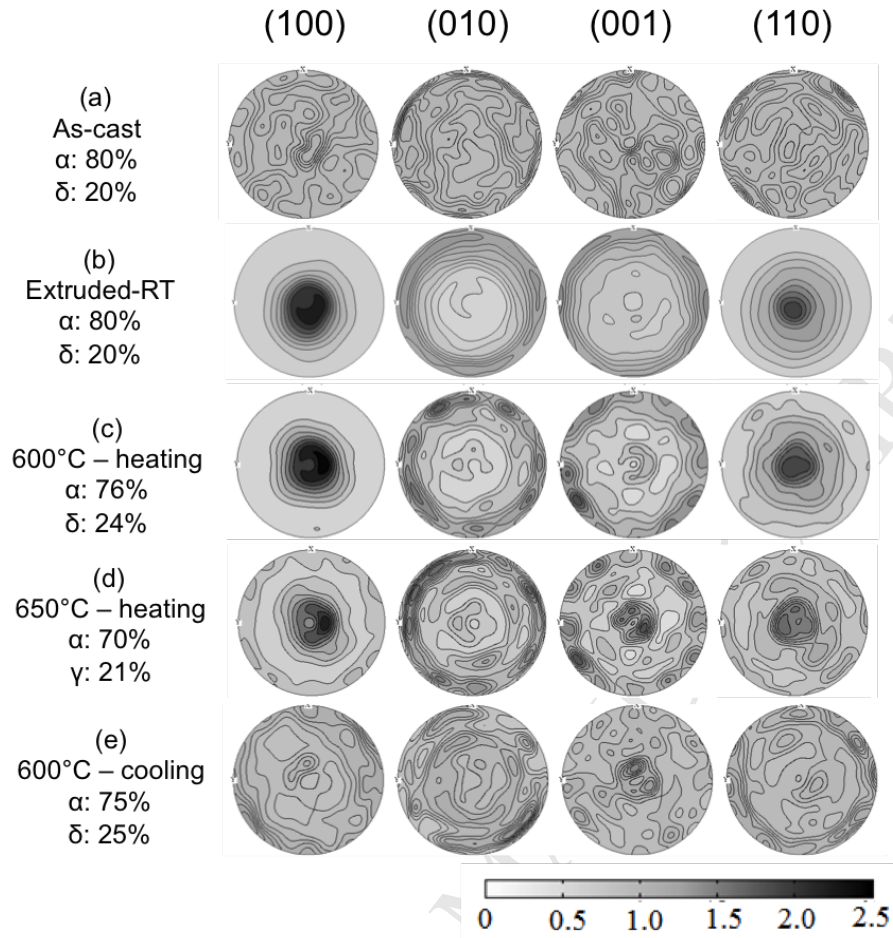 (100) (010) (001) (110)
(a)
As-cast
α: 80%
δ: 20%
X X X X
Y Y Y Y
(b)
Extruded-RT
α: 80%
δ: 20%
X X X X
Y Y Y Y
(c)
600°C – heating
α: 76%
δ: 24%
X X X X
Y Y Y Y
(d)
650°C – heating
α: 70%
γ: 21%
X X X X
Y Y Y Y
(e)
600°C – cooling
α: 75%
δ: 25%
X X X X
Y Y Y Y
0 0.5 1.0 1.5 2.0 2.5